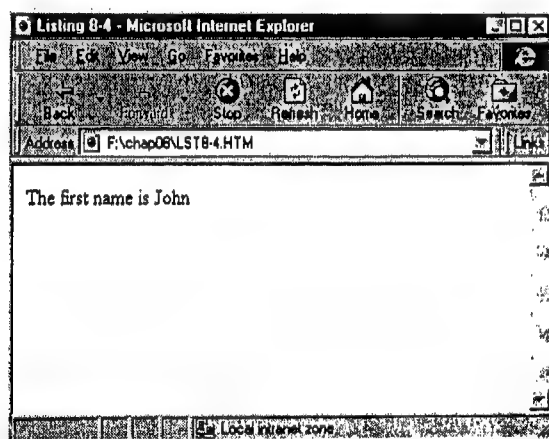 Listing 8-4 - Microsoft Internet Explorer
File Edit View Go Favorites Help
Back Forward Stop Refresh Home Search Favorites
Address F:\chap08\LST8-4.HTM Links
The first name is John
Local intranet zone